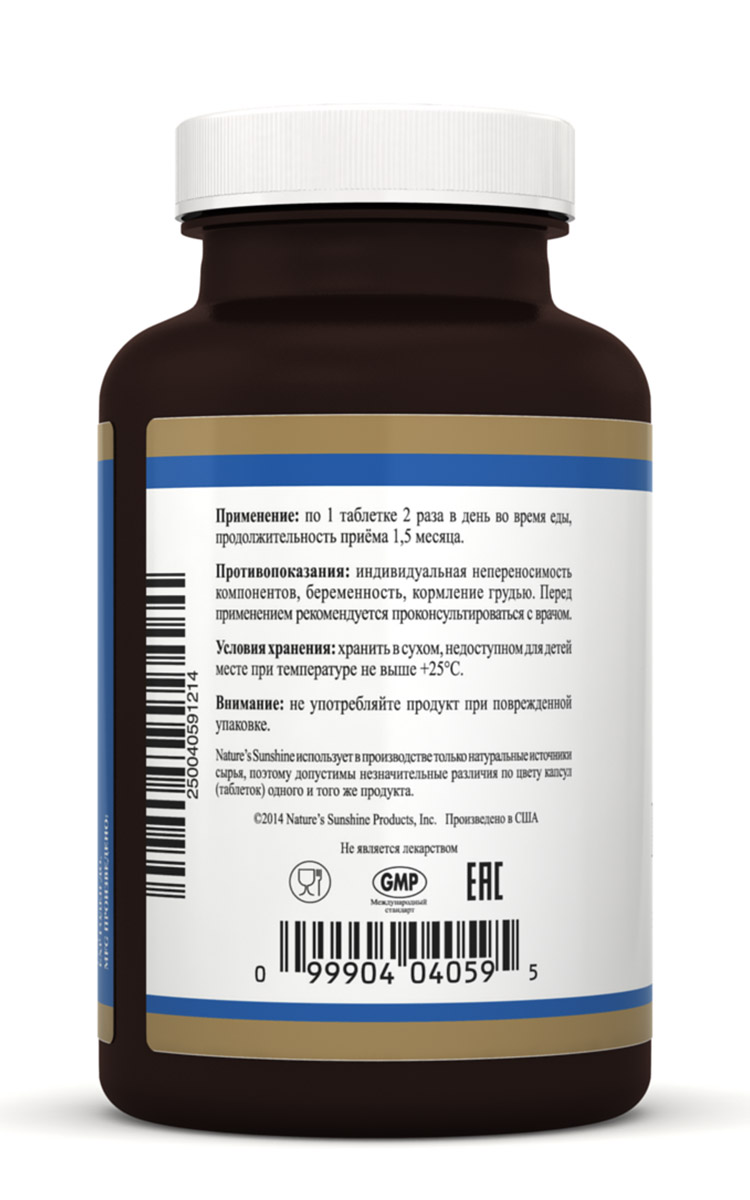 Применение: по 1 таблетке 2 раза в день во время еды,
продолжительность приёма 1,5 месяца.
Противопоказания: индивидуальная непереносимость
компонентов, беременность, кормление грудью. Перед
применением рекомендуется проконсультироваться с врачом.
Условия хранения: хранить в сухом, недоступном для детей
месте при температуре не выше +25°C.
Внимание: не употребляйте продукт при поврежденной
упаковке.
Nature's Sunshine использует в производстве только натуральные источники
сырья, поэтому допустимы незначительные различия по цвету капсул
(таблеток) одного и того же продукта.
©2014 Nature's Sunshine Products, Inc. Произведено в США
Не является лекарством
GMP
Международный
стандарт
EAC
0 99904 04059 5
250040591214
MFG ПРОИЗВЕДЕНО: